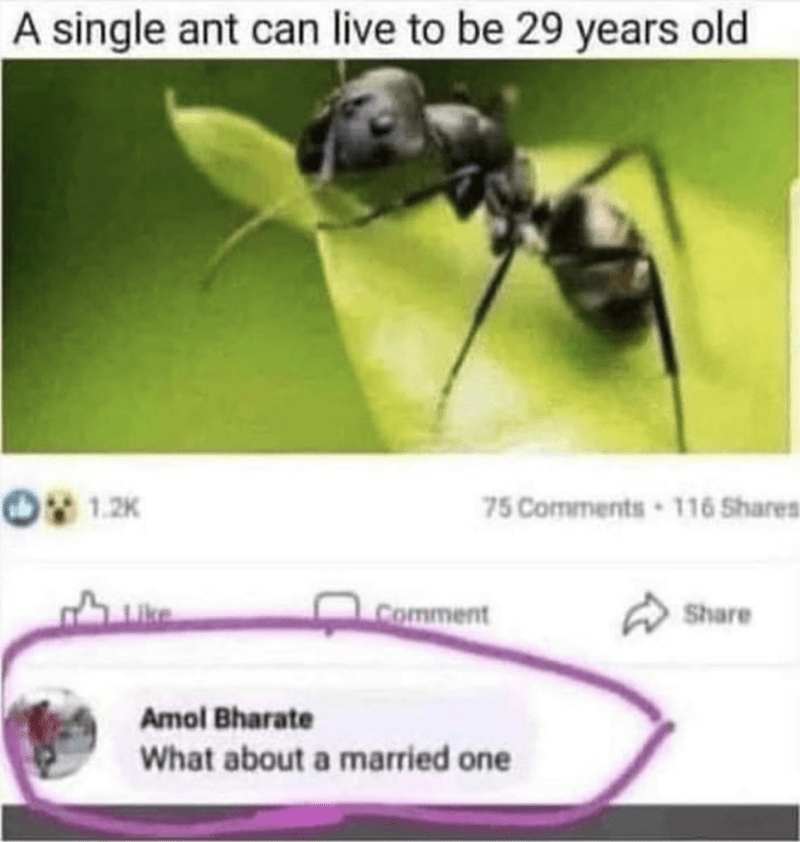 A single ant can live to be 29 years old
1.2K
75 Comments • 116 Shares
Like
Comment
Share
Amol Bharate
What about a married one